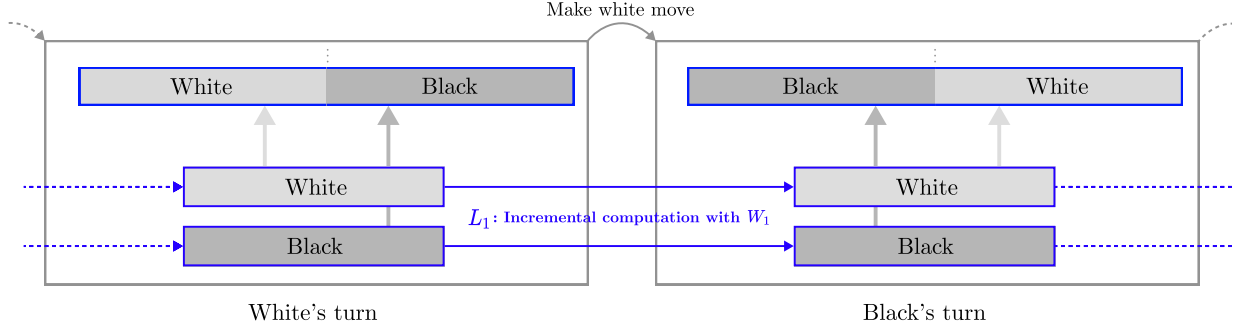 Make white move
White Black
Black White
White
White
L1: Incremental computation with W1
Black
Black
White's turn
Black's turn